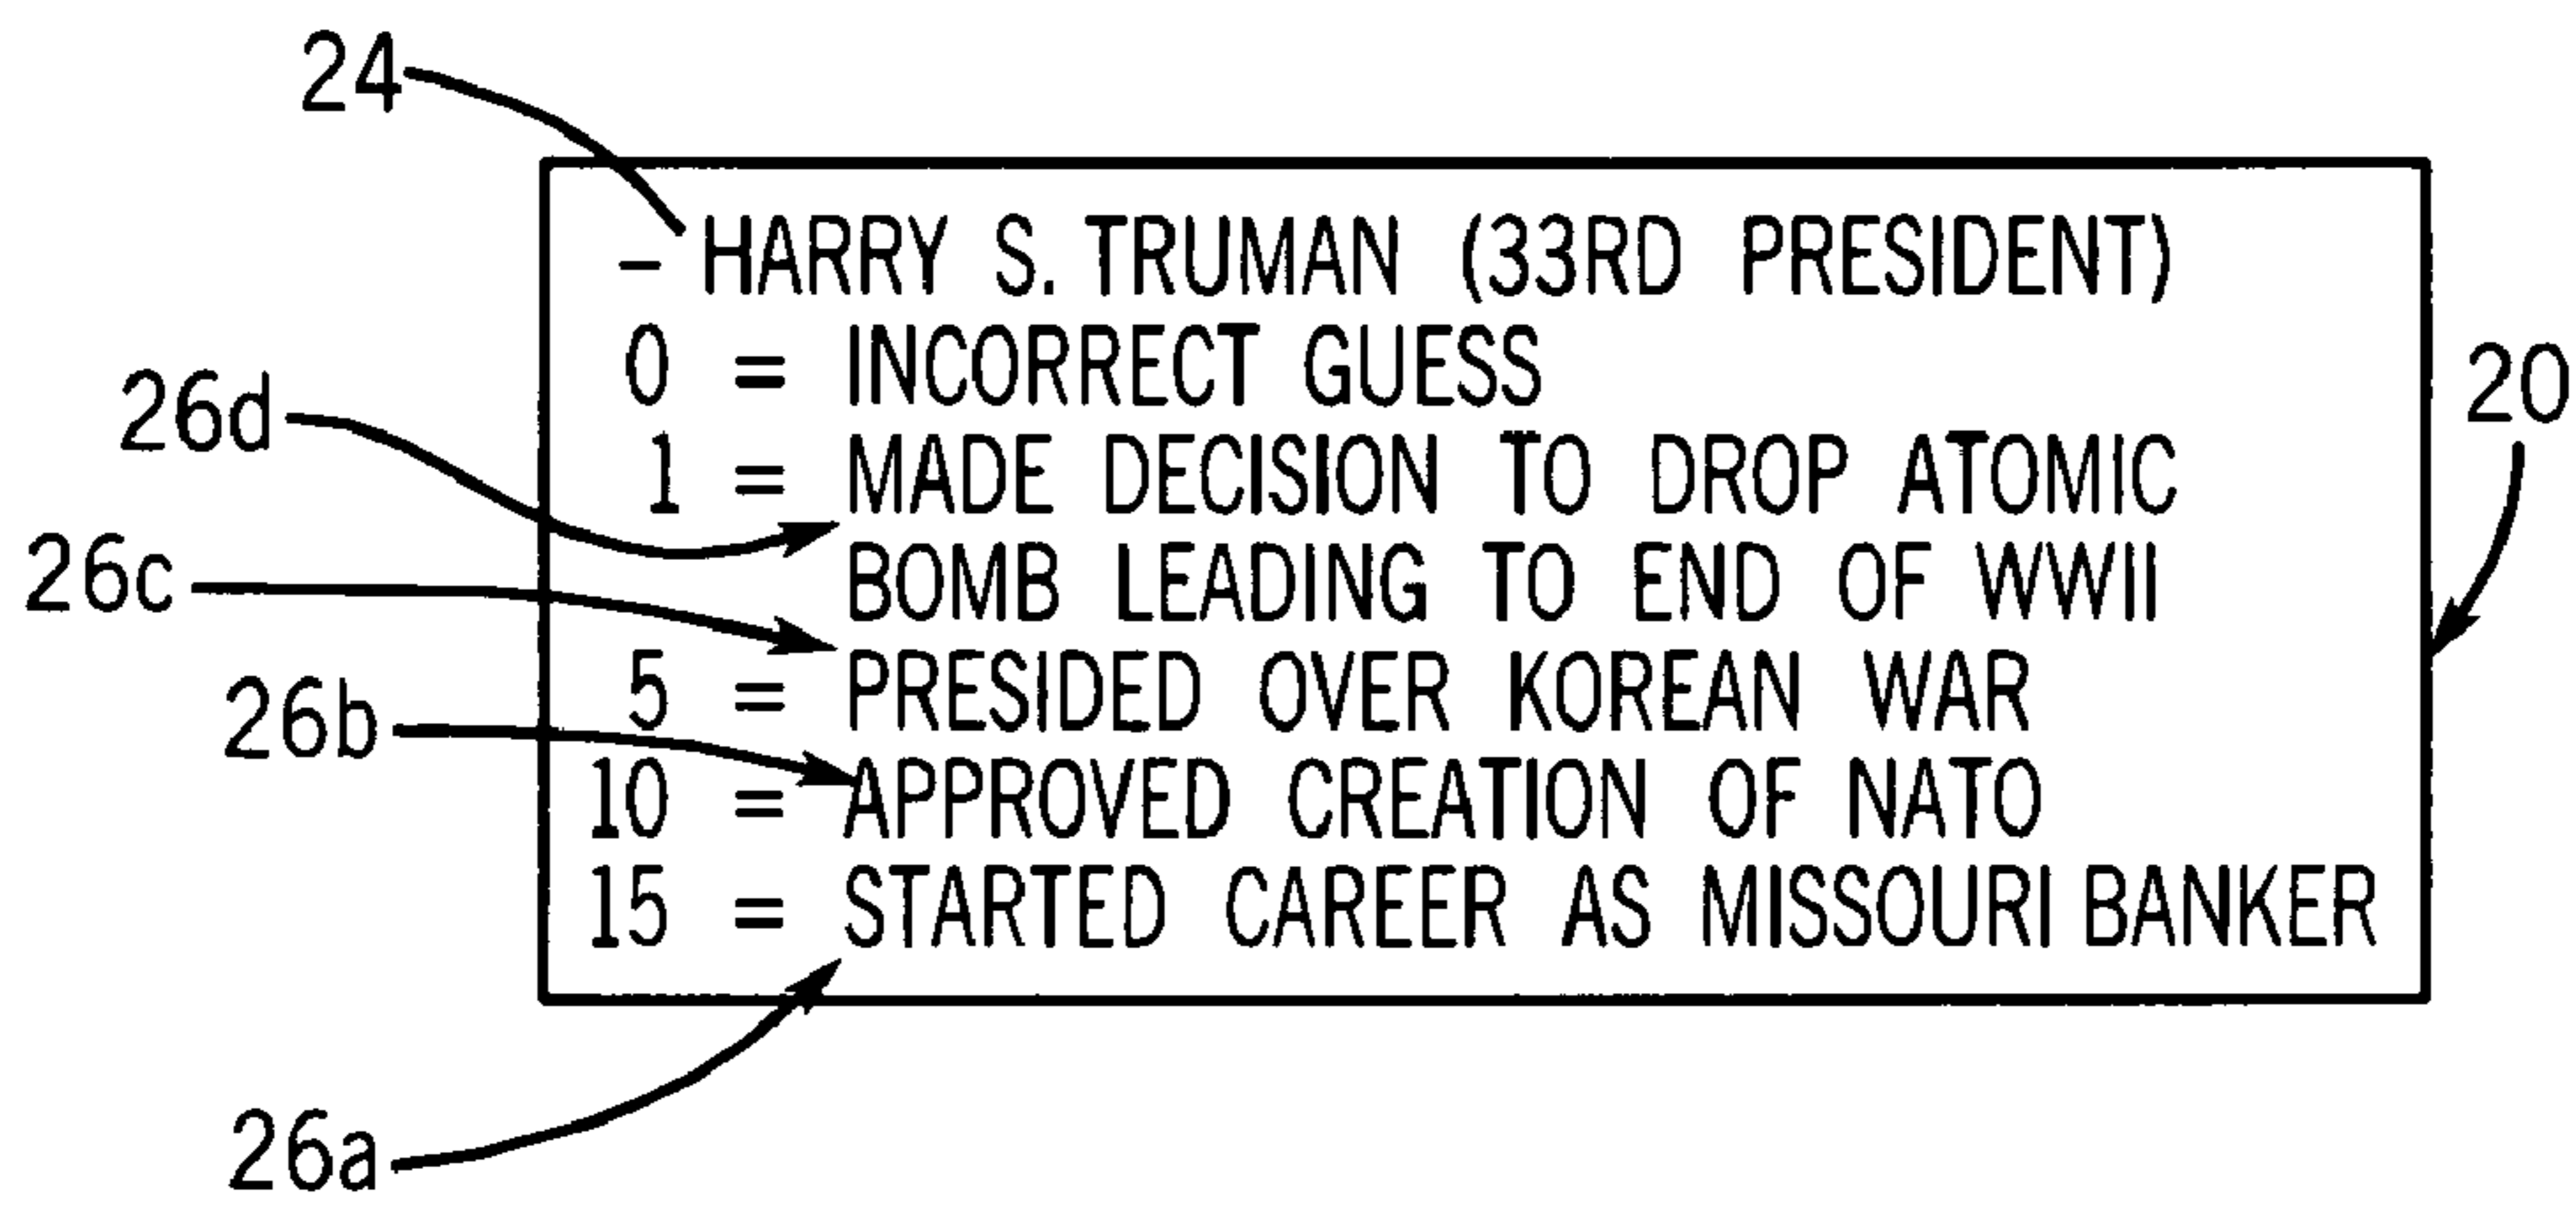 24
– HARRY S. TRUMAN (33RD PRESIDENT)
0 = INCORRECT GUESS
26d
20
1 = MADE DECISION TO DROP ATOMIC
BOMB LEADING TO END OF WWII
26c
5 = PRESIDED OVER KOREAN WAR
26b
10 = APPROVED CREATION OF NATO
15 = STARTED CAREER AS MISSOURI BANKER
26a